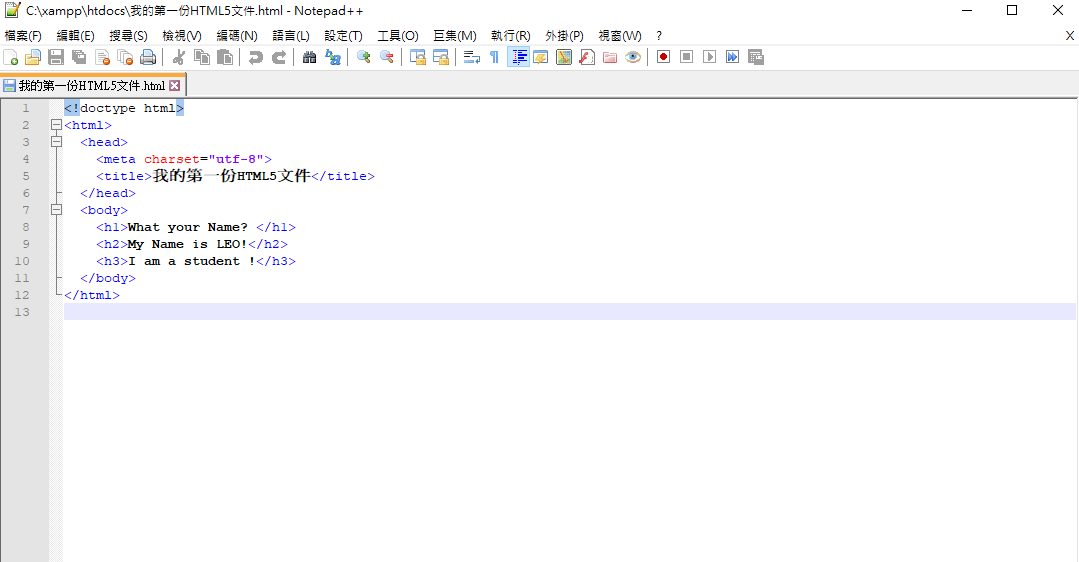 C:\xampp\htdocs\我的第一份HTML5文件.html - Notepad++
檔案(F) 編輯(E) 搜尋(S) 檢視(V) 編碼(N) 語言(L) 設定(T) 工具(O) 巨集(M) 執行(R) 外掛(P) 視窗(W) ? X
我的第一份HTML5文件.html
1 <!doctype html>
2 <html>
3 <head>
4 <meta charset="utf-8">
5 <title>我的第一份HTML5文件</title>
6 </head>
7 <body>
8 <h1>What your Name? </h1>
9 <h2>My Name is LEO!</h2>
10 <h3>I am a student !</h3>
11 </body>
12 </html>
13